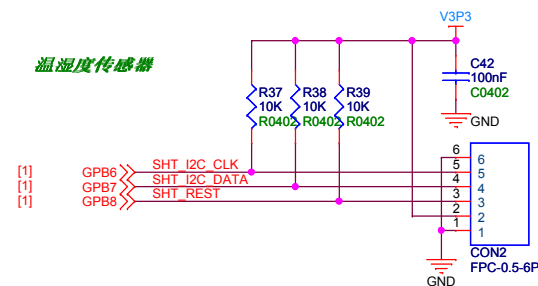 V3P3
温湿度传感器
C42
100nF
C0402
GND
R37
10K
R0402
R38
10K
R0402
R39
10K
R0402
[1] GPB6 SHT_I2C_CLK
[1] GPB7 SHT_I2C_DATA
[1] GPB8 SHT_REST
6 6
5 5
4 4
3 3
2 2
1 1
CON2
FPC-0.5-6P
GND